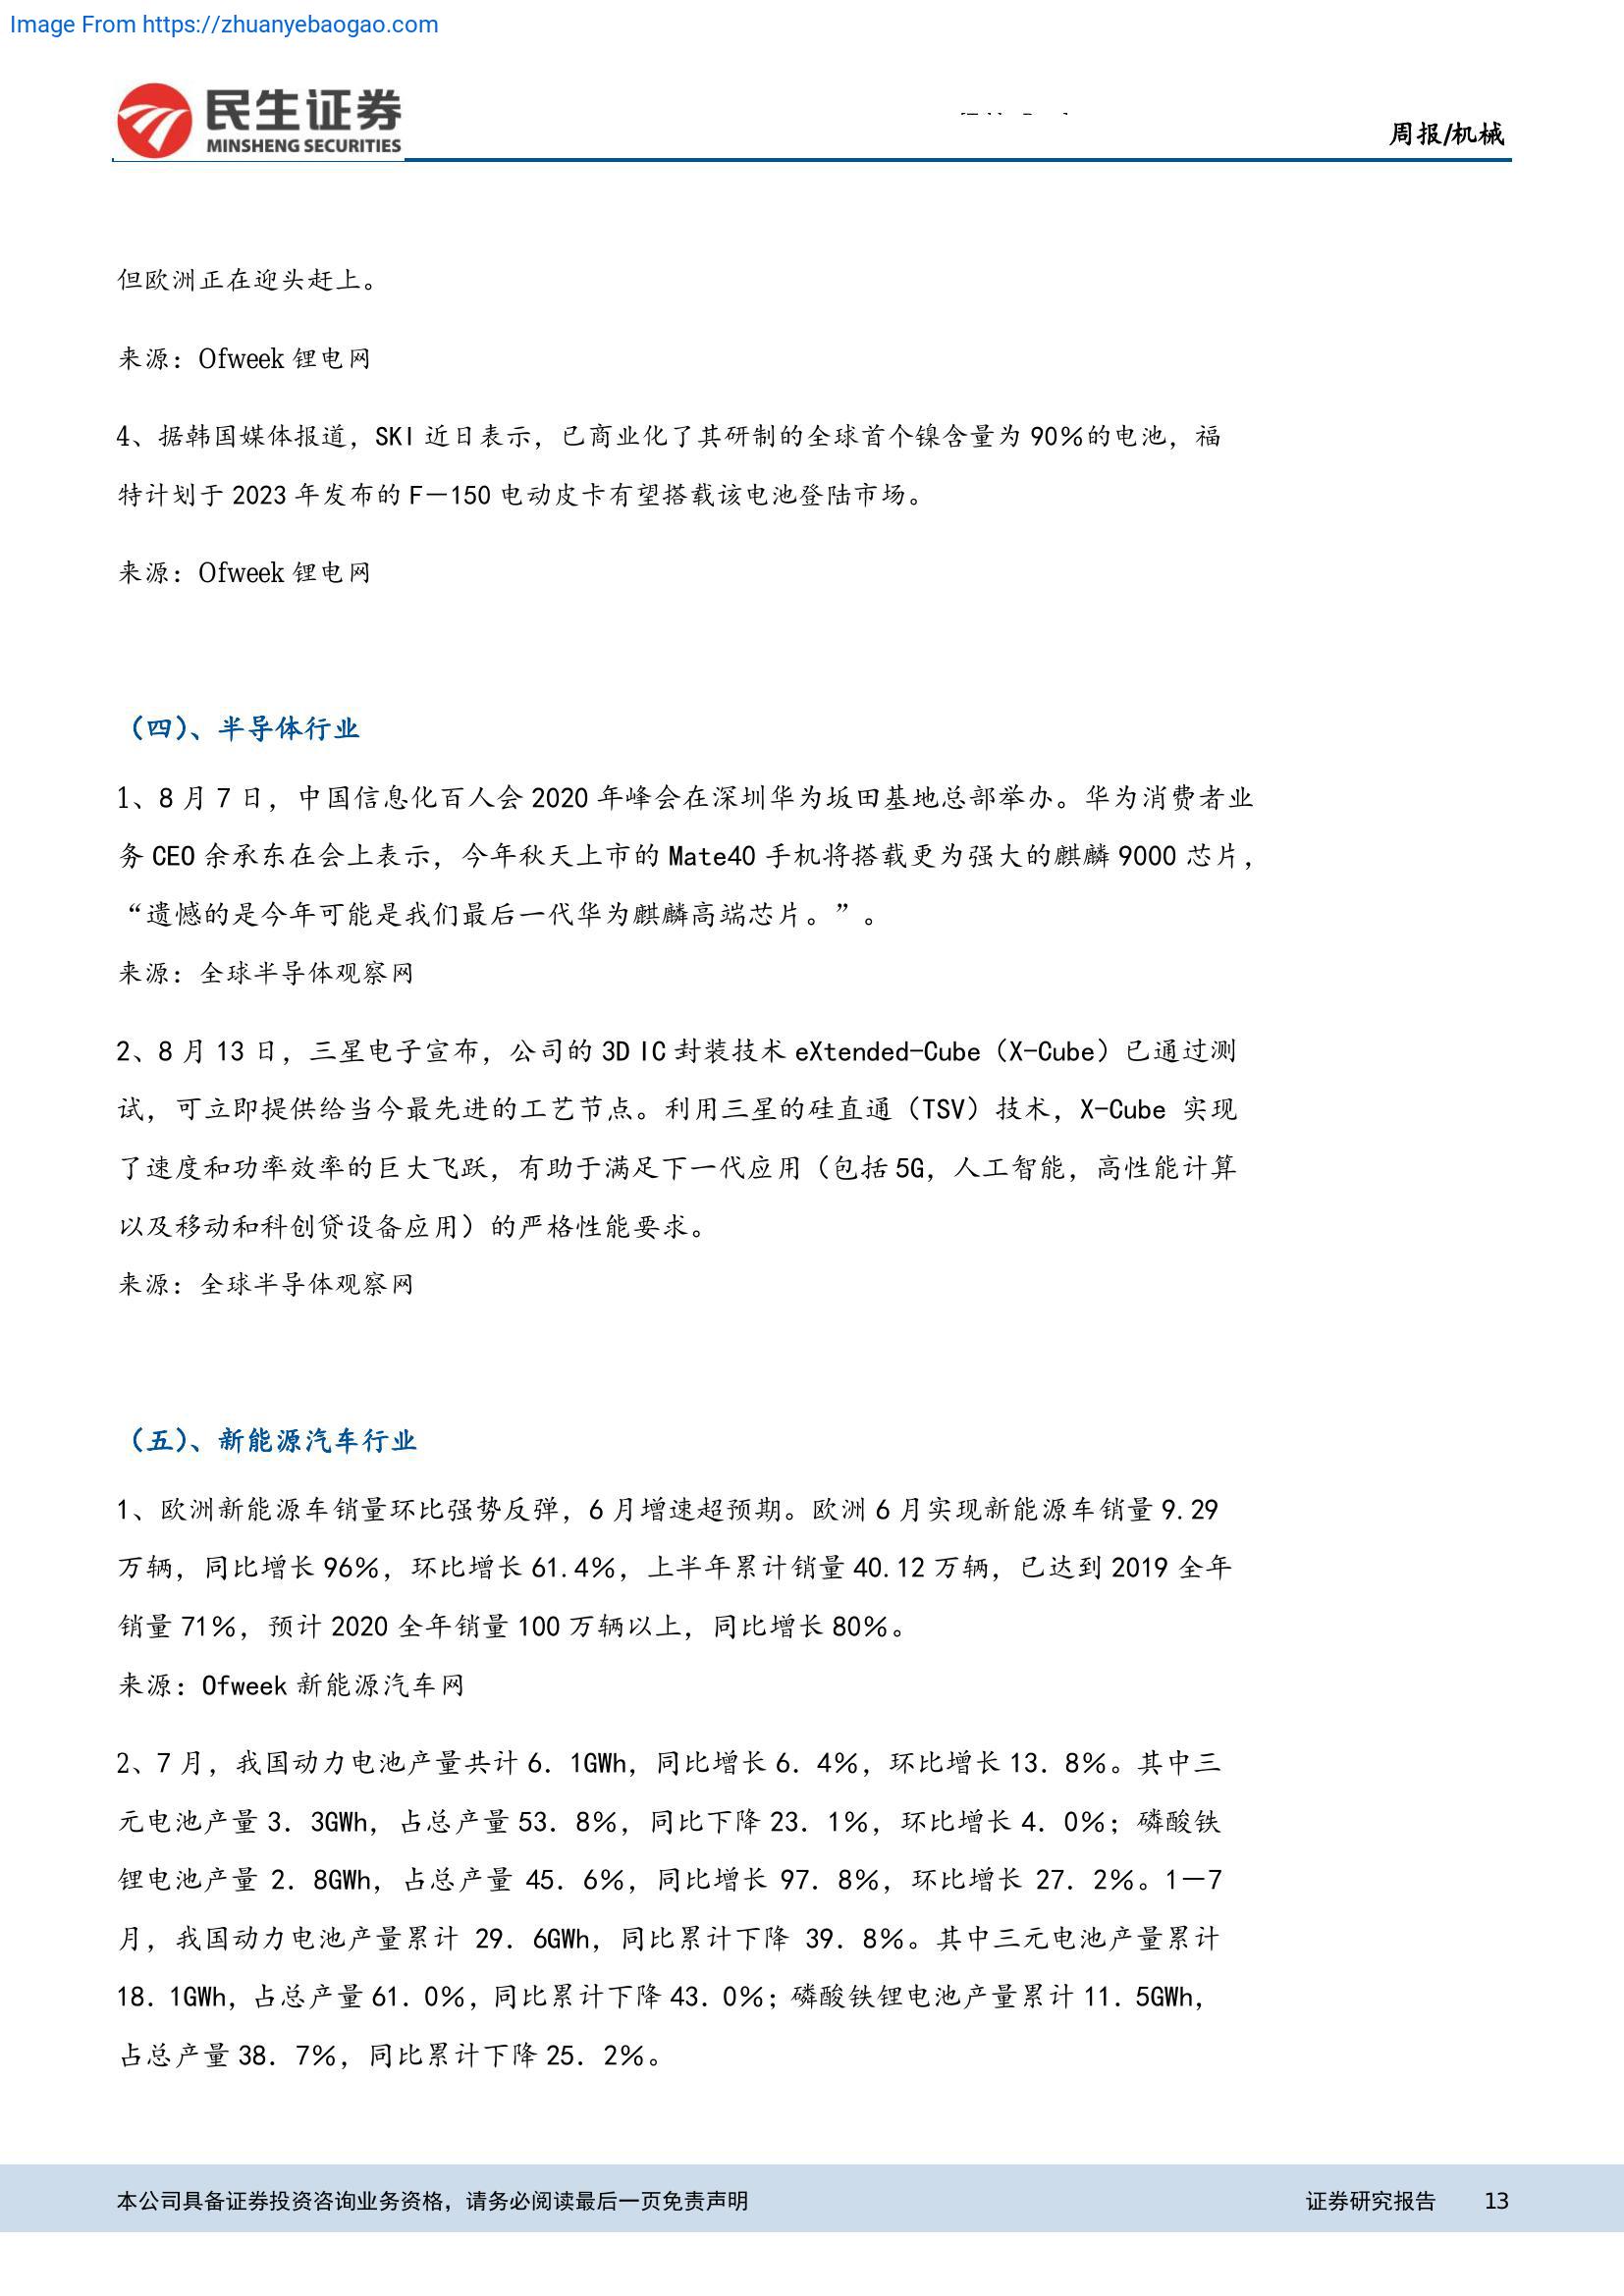 Image From https://zhuanyebaogao.com
民生证券
MINSHENG SECURITIES
周报/机械
但欧洲正在迎头赶上。
来源：Ofweek 锂电网
4、据韩国媒体报道，SKI 近日表示，已商业化了其研制的全球首个镍含量为 90％的电池，福
特计划于 2023 年发布的 F－150 电动皮卡有望搭载该电池登陆市场。
来源：Ofweek 锂电网
（四）、半导体行业
1、8 月 7 日，中国信息化百人会 2020 年峰会在深圳华为坂田基地总部举办。华为消费者业
务 CEO 余承东在会上表示，今年秋天上市的 Mate40 手机将搭载更为强大的麒麟 9000 芯片，
“遗憾的是今年可能是我们最后一代华为麒麟高端芯片。”。
来源：全球半导体观察网
2、8 月 13 日，三星电子宣布，公司的 3D IC 封装技术 eXtended-Cube（X-Cube）已通过测
试，可立即提供给当今最先进的工艺节点。利用三星的硅直通（TSV）技术，X-Cube 实现
了速度和功率效率的巨大飞跃，有助于满足下一代应用（包括 5G，人工智能，高性能计算
以及移动和科创贷设备应用）的严格性能要求。
来源：全球半导体观察网
（五）、新能源汽车行业
1、欧洲新能源车销量环比强势反弹，6 月增速超预期。欧洲 6 月实现新能源车销量 9.29
万辆，同比增长 96%，环比增长 61.4%，上半年累计销量 40.12 万辆，已达到 2019 全年
销量 71%，预计 2020 全年销量 100 万辆以上，同比增长 80%。
来源：Ofweek 新能源汽车网
2、7 月，我国动力电池产量共计 6．1GWh，同比增长 6．4％，环比增长 13．8％。其中三
元电池产量 3．3GWh，占总产量 53．8％，同比下降 23．1％，环比增长 4．0％；磷酸铁
锂电池产量 2．8GWh，占总产量 45．6％，同比增长 97．8％，环比增长 27．2％。1－7
月，我国动力电池产量累计 29．6GWh，同比累计下降 39．8％。其中三元电池产量累计
18．1GWh，占总产量 61．0％，同比累计下降 43．0％；磷酸铁锂电池产量累计 11．5GWh，
占总产量 38．7％，同比累计下降 25．2％。
本公司具备证券投资咨询业务资格，请务必阅读最后一页免责声明
证券研究报告 13